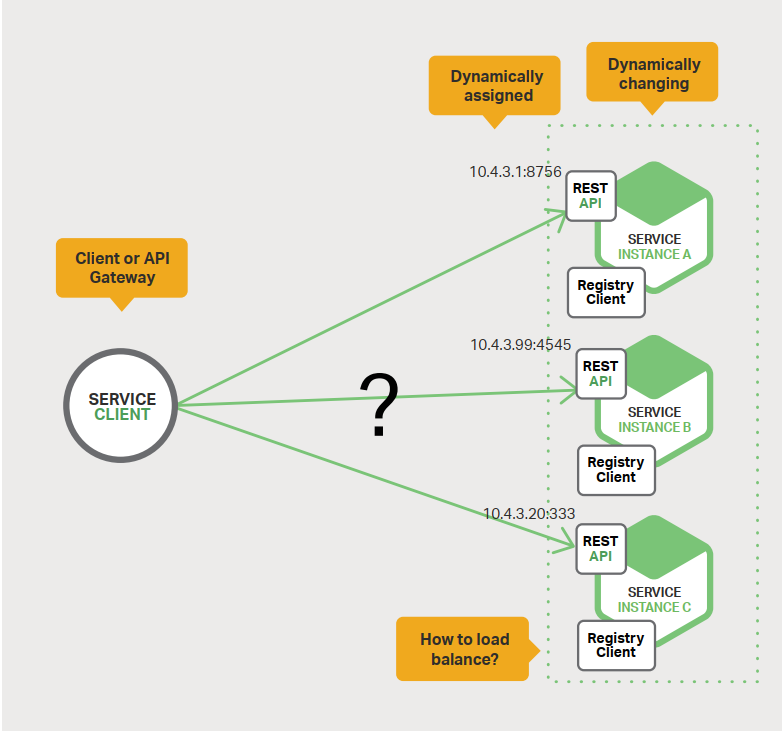 Dynamically
assigned
Dynamically
changing
10.4.3.1:8756
REST
API
SERVICE
INSTANCE A
Registry
Client
Client or API
Gateway
SERVICE
CLIENT
?
10.4.3.99:4545
REST
API
SERVICE
INSTANCE B
Registry
Client
10.4.3.20:333
REST
API
SERVICE
INSTANCE C
Registry
Client
How to load
balance?